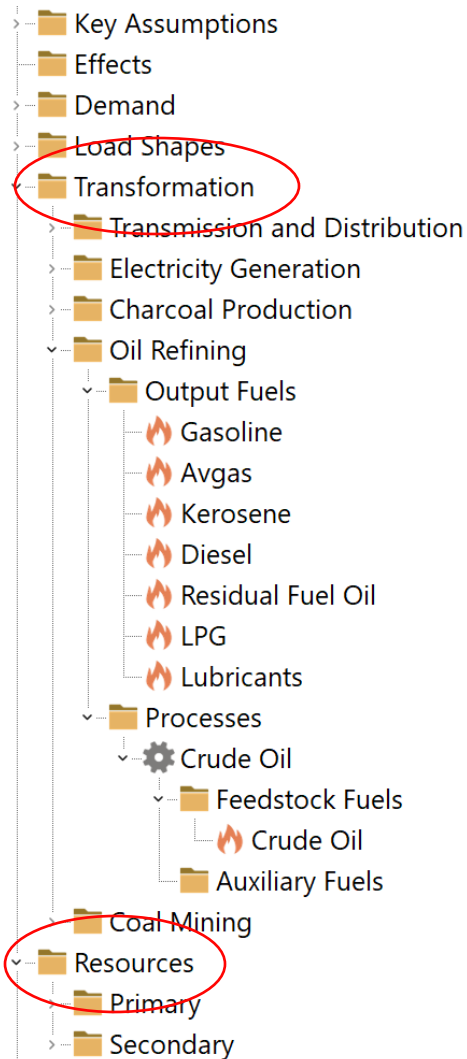 Key Assumptions
Effects
Demand
Load Shapes
Transformation
Transmission and Distribution
Electricity Generation
Charcoal Production
Oil Refining
Output Fuels
Gasoline
Avgas
Kerosene
Diesel
Residual Fuel Oil
LPG
Lubricants
Processes
Crude Oil
Feedstock Fuels
Crude Oil
Auxiliary Fuels
Coal Mining
Resources
Primary
Secondary